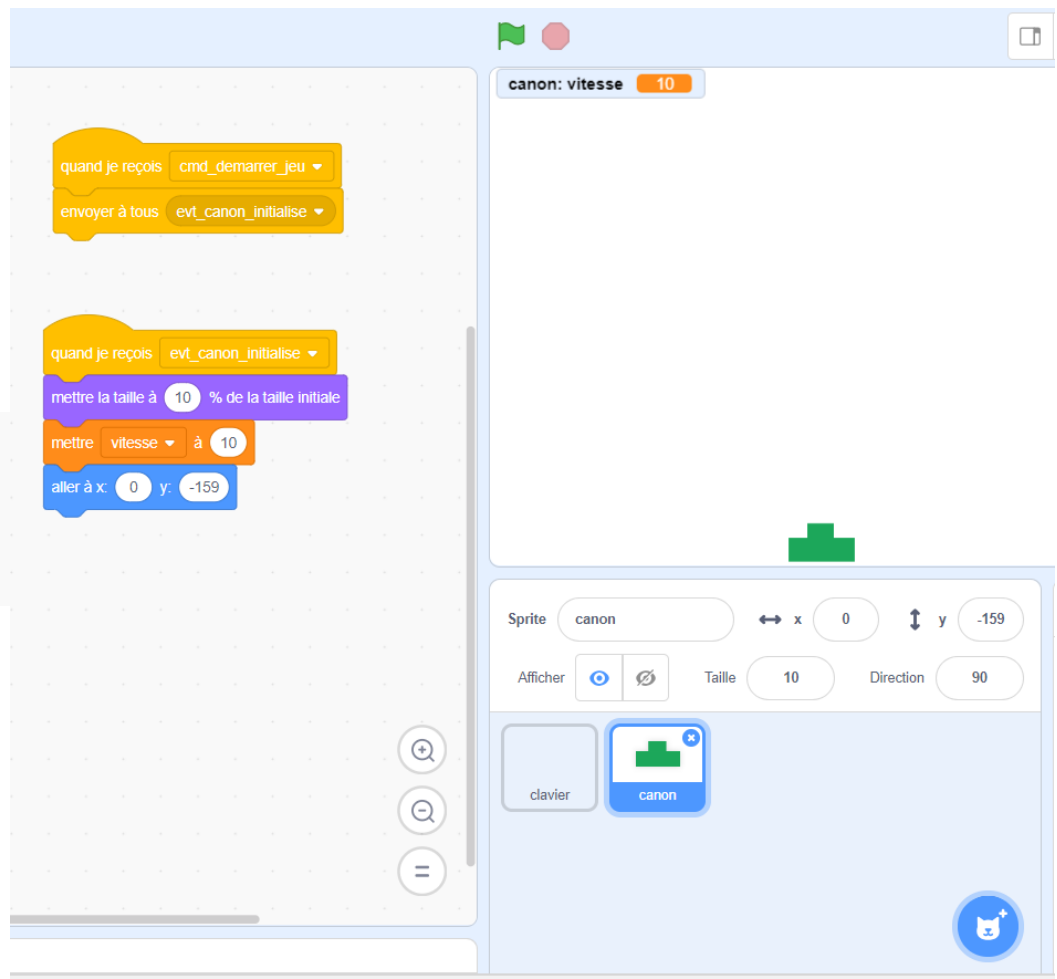 quand je reçois cmd_demarrer_jeu
envoyer à tous evt_canon_initialise
quand je reçois evt_canon_initialise
mettre la taille à 10 % de la taille initiale
mettre vitesse à 10
aller à x: 0 y: -159
canon: vitesse 10
Sprite canon x 0 y -159
Afficher Taille 10 Direction 90
clavier
canon